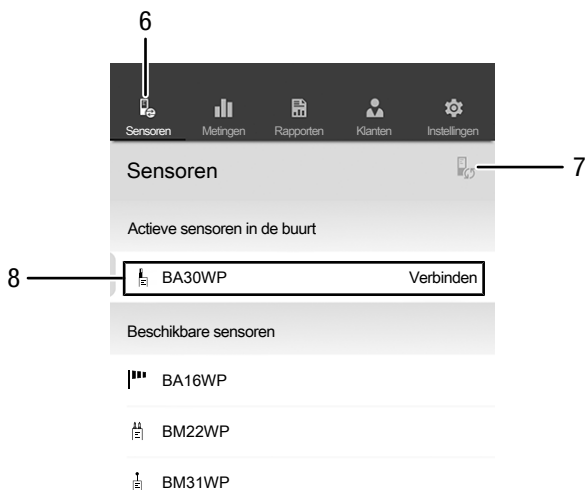 6
Sensoren Metingen Rapporten Klanten Instellingen
Sensoren
7
Actieve sensoren in de buurt
8
BA30WP Verbinden
Beschikbare sensoren
BA16WP
BM22WP
BM31WP